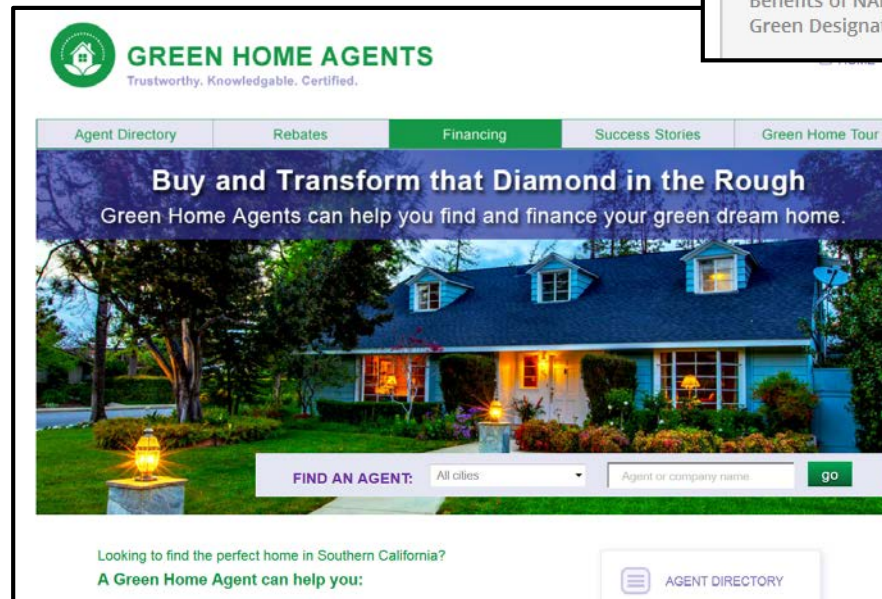 Benefits of
Green
GREEN HOME AGENTS
Trustworthy. Knowledgable. Certified.
Agent Directory
Rebates
Financing
Success Stories
Green Home Tour
Buy and Transform that Diamond in the Rough
Green Home Agents can help you find and finance your green dream home.
FIND AN AGENT:
All cities
Agent or company name
go
Looking to find the perfect home in Southern California?
A Green Home Agent can help you:
AGENT DIRECTORY